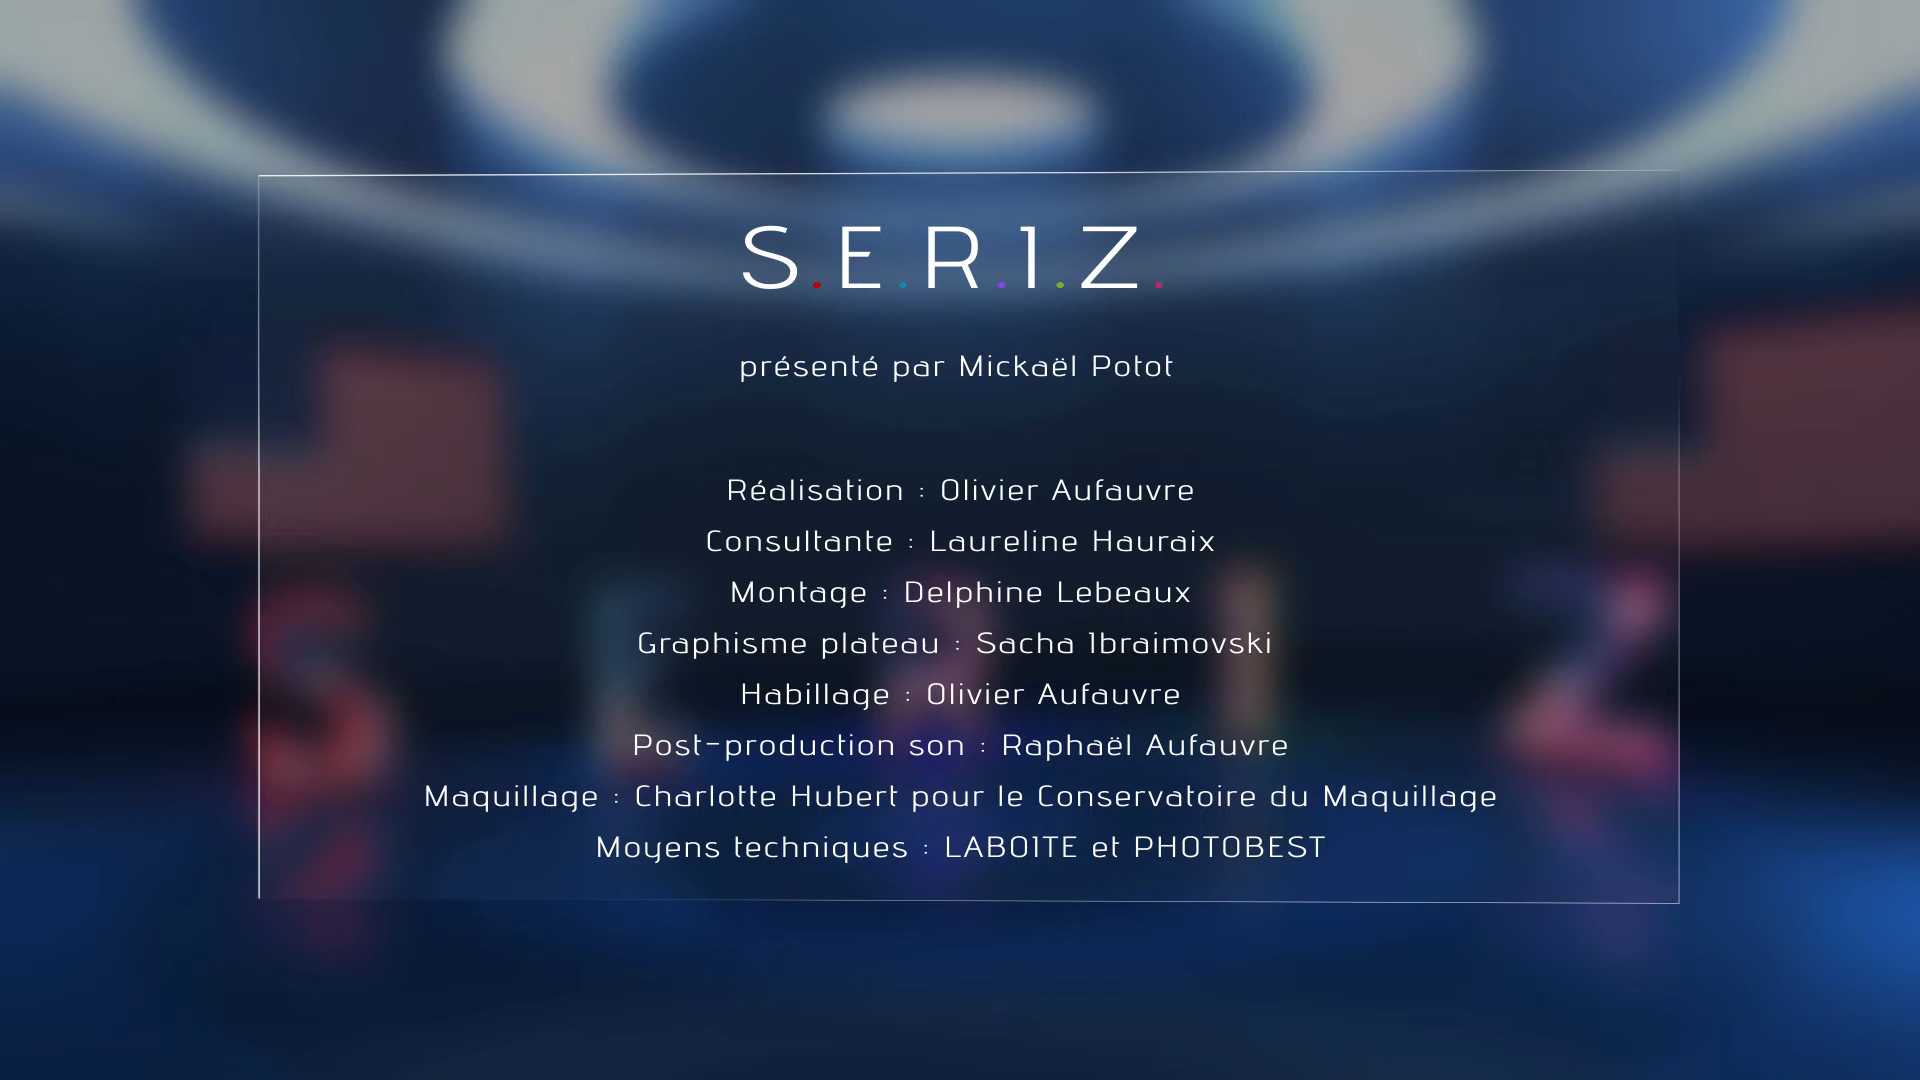 S.E.R.I.Z.
présenté par Mickaël Potot
Réalisation : Olivier Aufauvre
Consultante : Laureline Hauraix
Montage : Delphine Lebeaux
Graphisme plateau : Sacha Ibraimovski
Habillage : Olivier Aufauvre
Post-production son : Raphaël Aufauvre
Maquillage : Charlotte Hubert pour le Conservatoire du Maquillage
Moyens techniques : LABOITE et PHOTOBEST